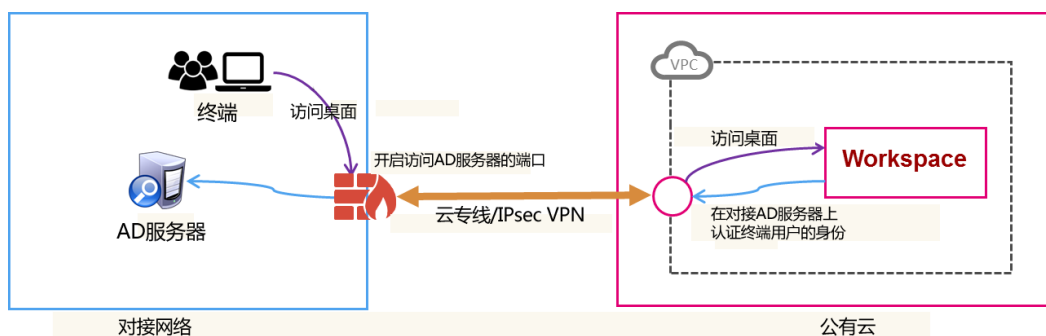 终端
访问桌面
AD服务器
开启访问AD服务器的端口
云专线/IPsec VPN
VPC
访问桌面
Workspace
在对接AD服务器上
认证终端用户的身份
对接网络
公有云